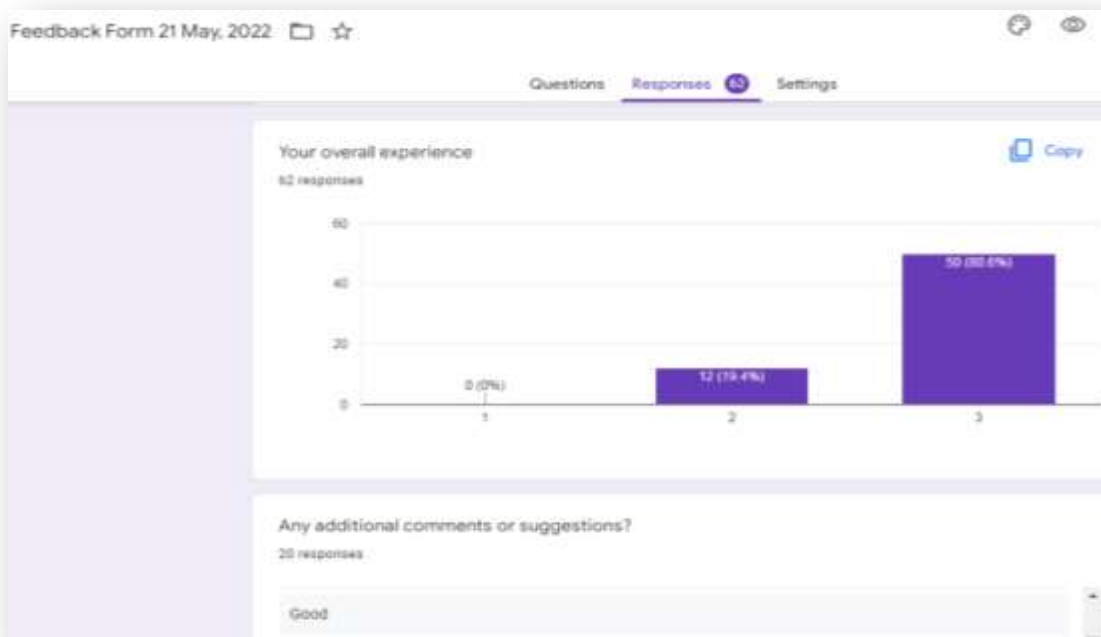 Feedback Form 21 May, 2022
Questions Responses 63 Settings
Your overall experience
Copy
62 responses
60
40
20
0
0 (0%)
12 (19.4%)
50 (80.6%)
1 2 3
Any additional comments or suggestions?
20 responses
Good